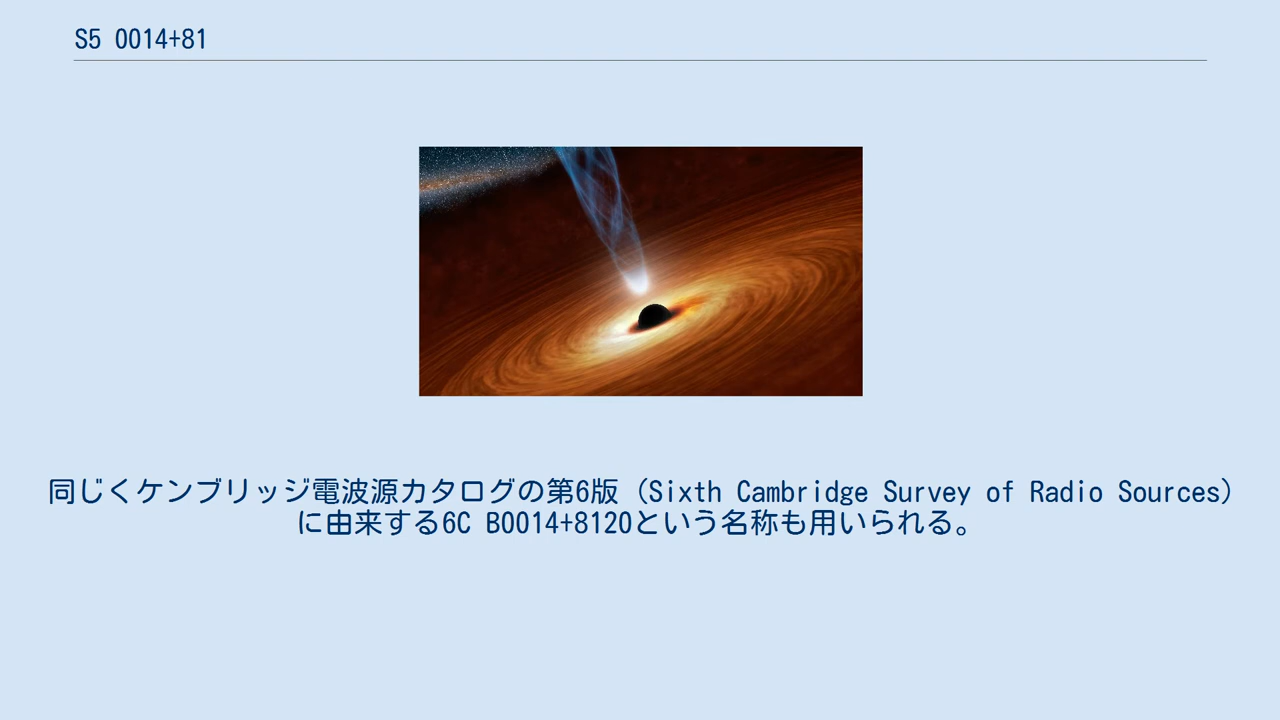 S5 0014+81
同じくケンブリッジ電波源カタログの第6版（Sixth Cambridge Survey of Radio Sources）
に由来する6C B0014+8120という名称も用いられる。